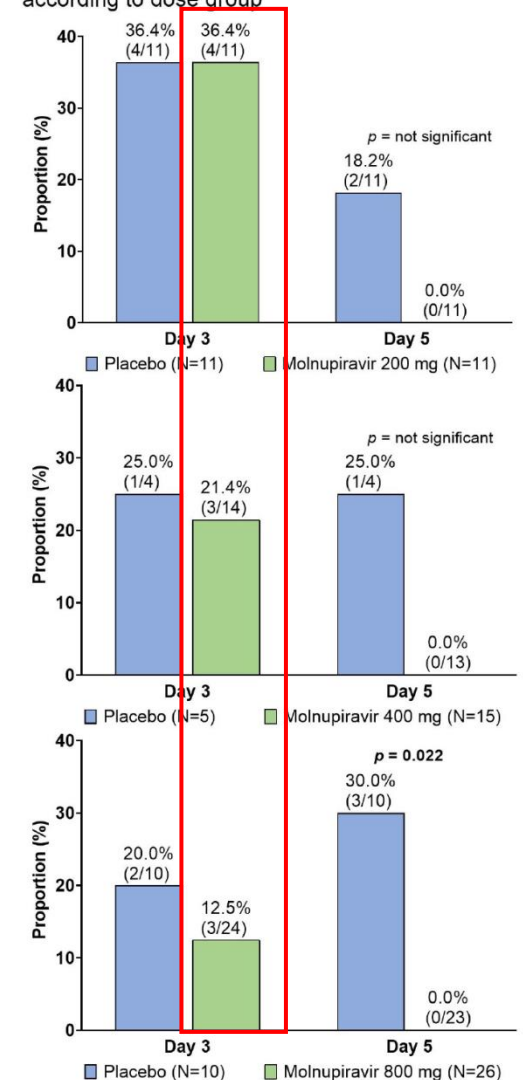 according to dose group
40
30
20
10
0
Proportion (%)
36.4%
(4/11)
36.4%
(4/11)
p = not significant
18.2%
(2/11)
0.0%
(0/11)
Day 3
Day 5
Placebo (N=11)
Molnupiravir 200 mg (N=11)
40
30
20
10
0
Proportion (%)
25.0%
(1/4)
21.4%
(3/14)
p = not significant
25.0%
(1/4)
0.0%
(0/13)
Day 3
Day 5
Placebo (N=5)
Molnupiravir 400 mg (N=15)
40
30
20
10
0
Proportion (%)
20.0%
(2/10)
12.5%
(3/24)
p = 0.022
30.0%
(3/10)
0.0%
(0/23)
Day 3
Day 5
Placebo (N=10)
Molnupiravir 800 mg (N=26)